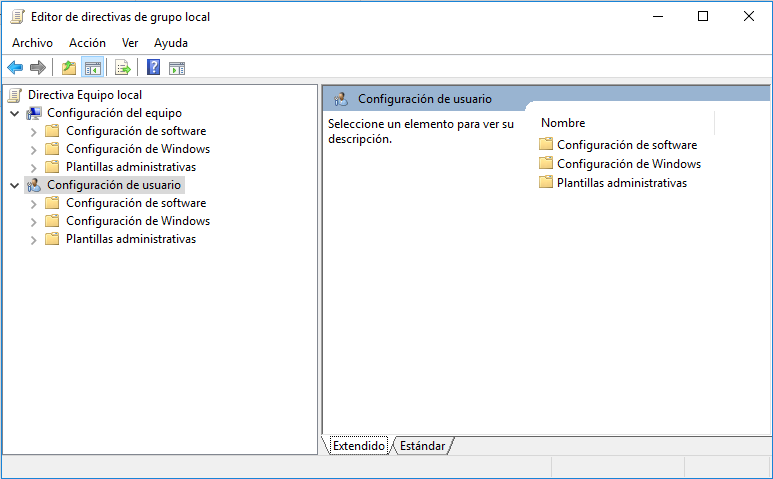 Editor de directivas de grupo local
Archivo Acción Ver Ayuda
Directiva Equipo local
Configuración del equipo
Configuración de software
Configuración de Windows
Plantillas administrativas
Configuración de usuario
Configuración de software
Configuración de Windows
Plantillas administrativas
Configuración de usuario
Seleccione un elemento para ver su
descripción.
Nombre
Configuración de software
Configuración de Windows
Plantillas administrativas
Extendido Estándar